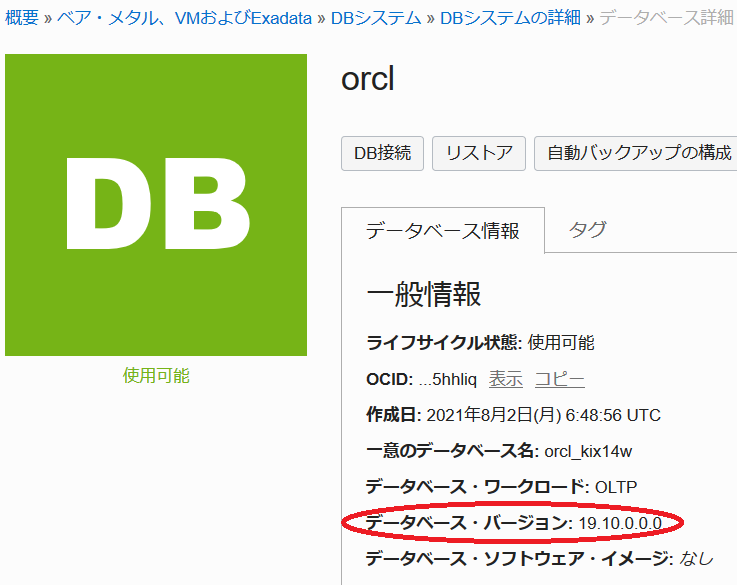 概要 » ベア・メタル、VMおよびExadata » DBシステム » DBシステムの詳細 » データベース詳細
DB
使用可能
orcl
DB接続 リストア 自動バックアップの構成
データベース情報 タグ
一般情報
ライフサイクル状態: 使用可能
OCID: ...5hhliq 表示 コピー
作成日: 2021年8月2日(月) 6:48:56 UTC
一意のデータベース名: orcl_kix14w
データベース・ワークロード: OLTP
データベース・バージョン: 19.10.0.0.0
データベース・ソフトウェア・イメージ: なし